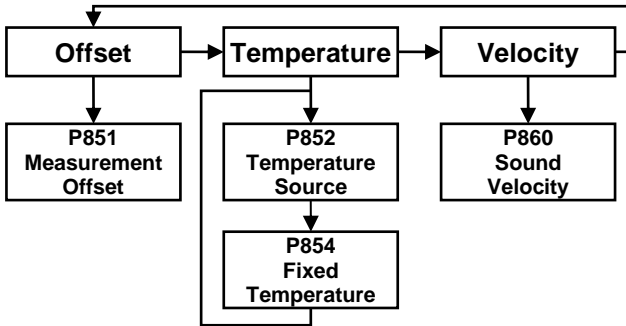 Offset
Temperature
Velocity
P851
Measurement
Offset
P852
Temperature
Source
P860
Sound
Velocity
P854
Fixed
Temperature